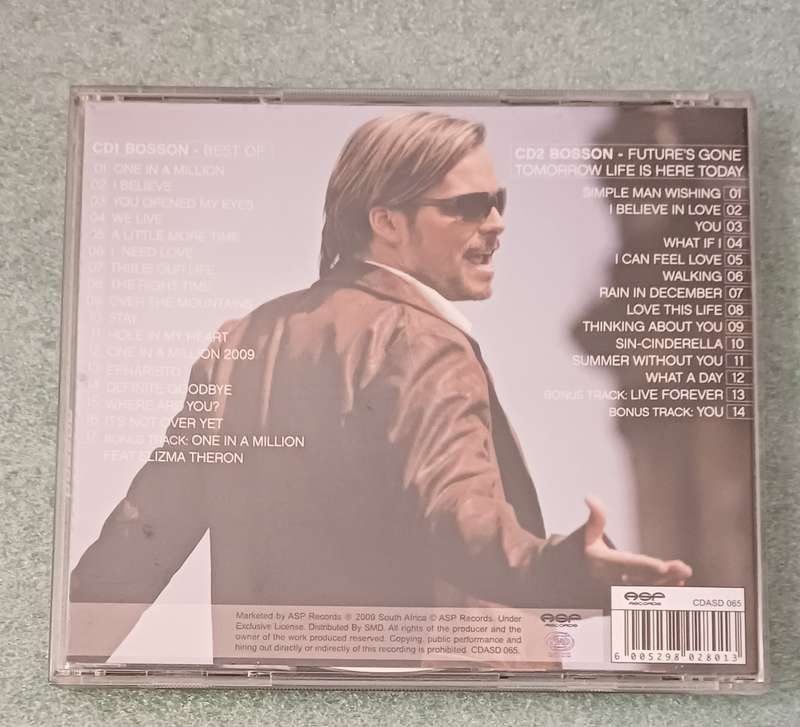 CD1 BOSSON - BEST OF
01 ONE IN A MILLION
02 I BELIEVE
03 YOU OPENED MY EYES
04 WE LIVE
05 A LITTLE MORE TIME
06 I NEED LOVE
07 THIS IS OUR LIFE
08 THE RIGHT TIME
09 OVER THE MOUNTAINS
10 STAY
11 HOLE IN MY HEART
12 ONE IN A MILLION 2009
13 EFHARISTO
14 DEFINITE GOODBYE
15 WHERE ARE YOU?
16 IT'S NOT OVER YET
17 BONUS TRACK: ONE IN A MILLION
FEAT ELIZMA THERON
CD2 BOSSON - FUTURE'S GONE
TOMORROW LIFE IS HERE TODAY
SIMPLE MAN WISHING 01
I BELIEVE IN LOVE 02
YOU 03
WHAT IF I 04
I CAN FEEL LOVE 05
WALKING 06
RAIN IN DECEMBER 07
LOVE THIS LIFE 08
THINKING ABOUT YOU 09
SIN-CINDERELLA 10
SUMMER WITHOUT YOU 11
WHAT A DAY 12
BONUS TRACK: LIVE FOREVER 13
BONUS TRACK: YOU 14
Marketed by ASP Records ℗ 2009 South Africa © ASP Records. Under
Exclusive License. Distributed By SMD. All rights of the producer and the
owner of the work produced reserved. Copying, public performance and
hiring out directly or indirectly of this recording is prohibited. CDASD 065.
ASP
RECORDS
ASP
RECORDS
CDASD 065
6 005298 028013